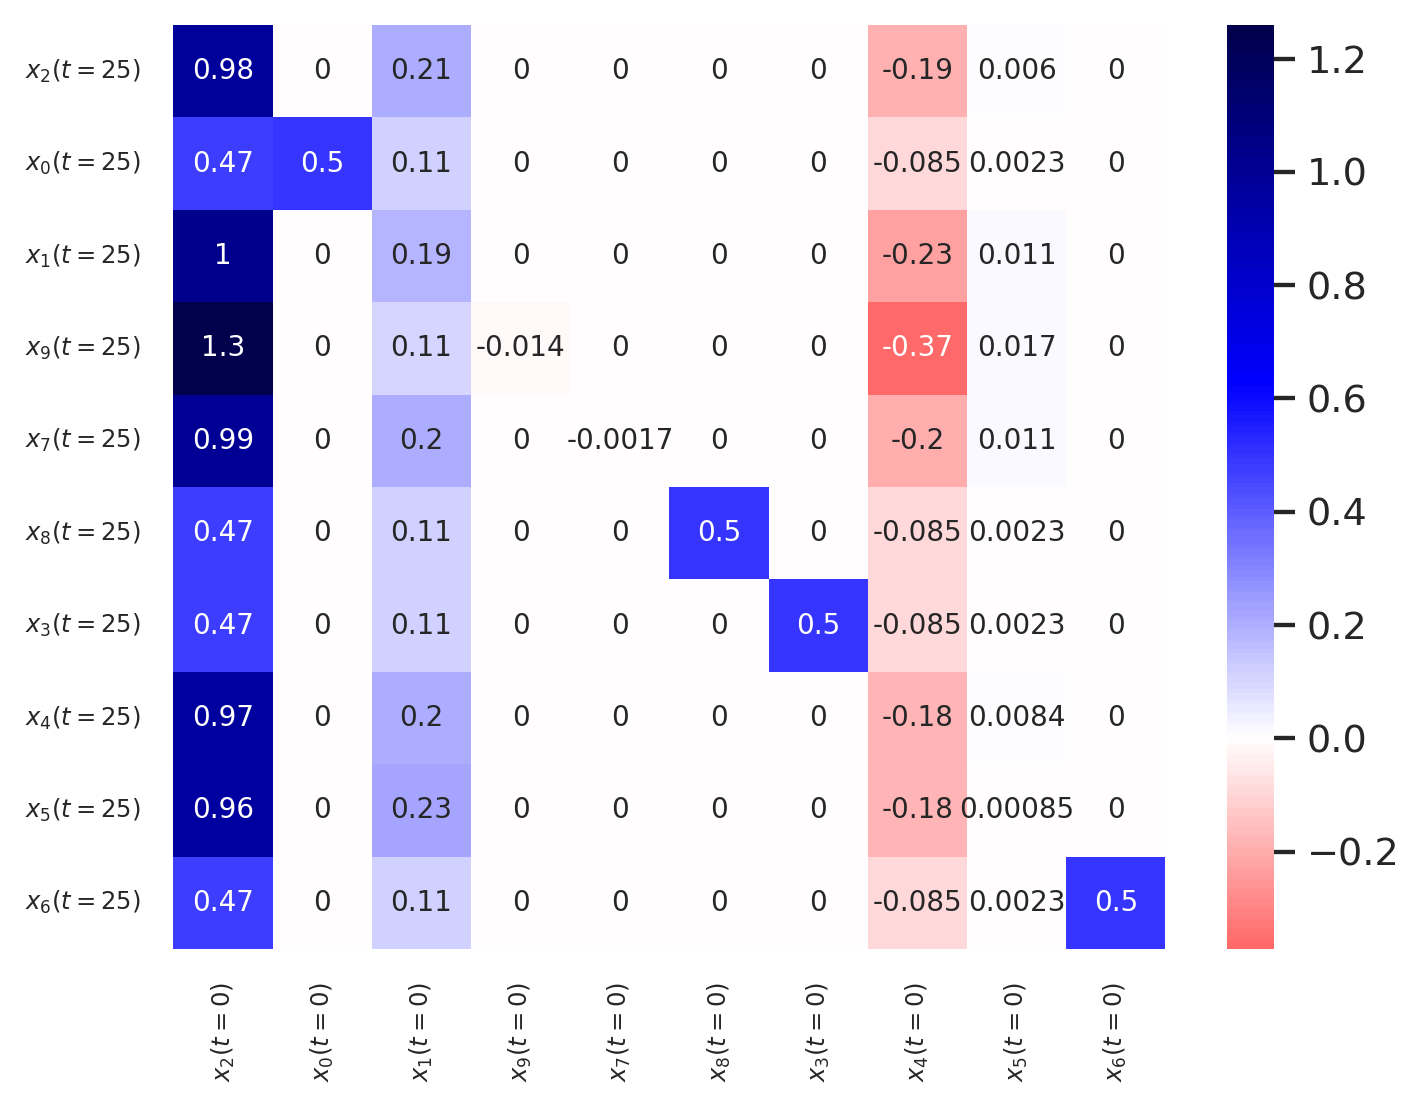 x₂(t = 25) 0.98 0 0.21 0 0 0 0 -0.19 0.006 0
x₀(t = 25) 0.47 0.5 0.11 0 0 0 0 -0.085 0.0023 0
x₁(t = 25) 1 0 0.19 0 0 0 0 -0.23 0.011 0
x₉(t = 25) 1.3 0 0.11 -0.014 0 0 0 -0.37 0.017 0
x₇(t = 25) 0.99 0 0.2 0 -0.0017 0 0 -0.2 0.011 0
x₈(t = 25) 0.47 0 0.11 0 0 0.5 0 -0.085 0.0023 0
x₃(t = 25) 0.47 0 0.11 0 0 0 0.5 -0.085 0.0023 0
x₄(t = 25) 0.97 0 0.2 0 0 0 0 -0.18 0.0084 0
x₅(t = 25) 0.96 0 0.23 0 0 0 0 -0.18 0.00085 0
x₆(t = 25) 0.47 0 0.11 0 0 0 0 -0.085 0.0023 0.5
x₂(t = 0)
x₀(t = 0)
x₁(t = 0)
x₉(t = 0)
x₇(t = 0)
x₈(t = 0)
x₃(t = 0)
x₄(t = 0)
x₅(t = 0)
x₆(t = 0)
1.2
1.0
0.8
0.6
0.4
0.2
0.0
−0.2